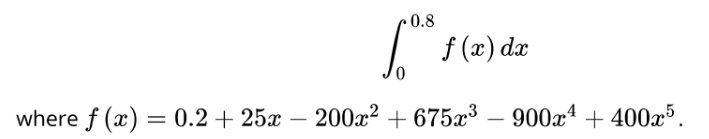 ∫₀^0.8 f (x) dx
where f (x) = 0.2 + 25x − 200x² + 675x³ − 900x⁴ + 400x⁵.